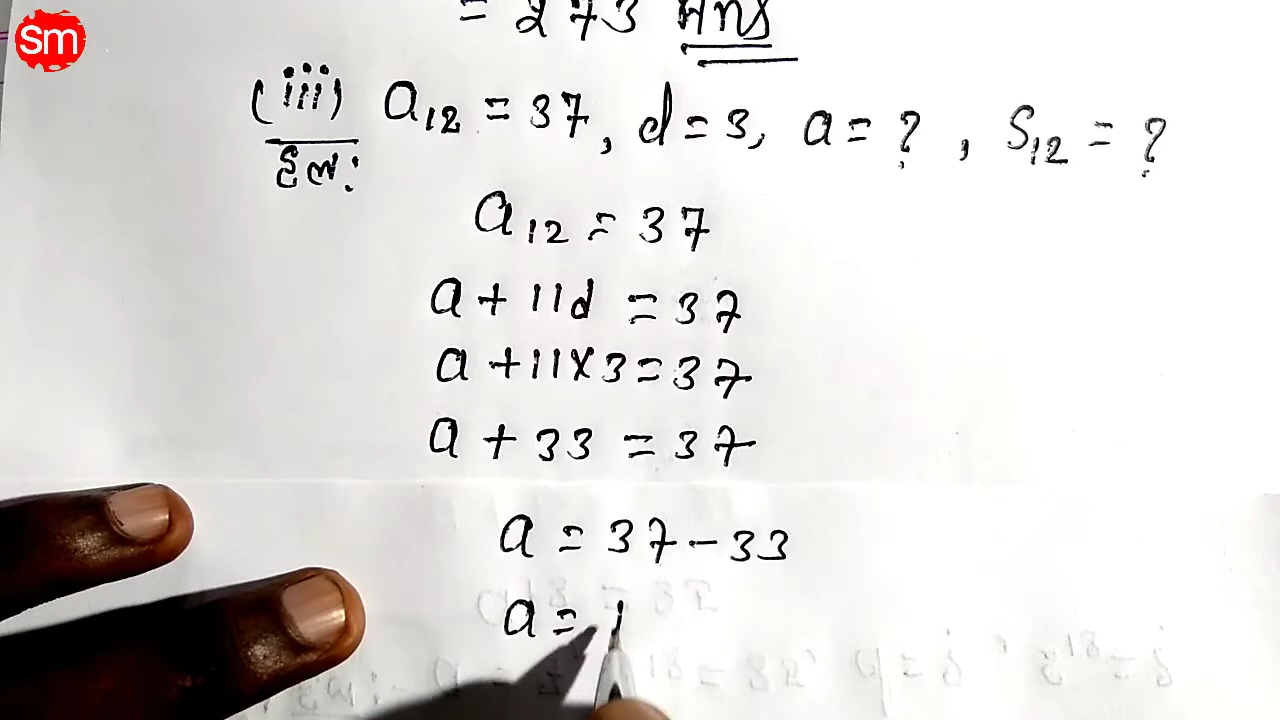 sm
= 273 Ans
(iii) a₁₂ = 37, d = 3, a = ?, S₁₂ = ?
हल:
a₁₂ = 37
a + 11d = 37
a + 11×3 = 37
a + 33 = 37
a = 37 - 33
a =